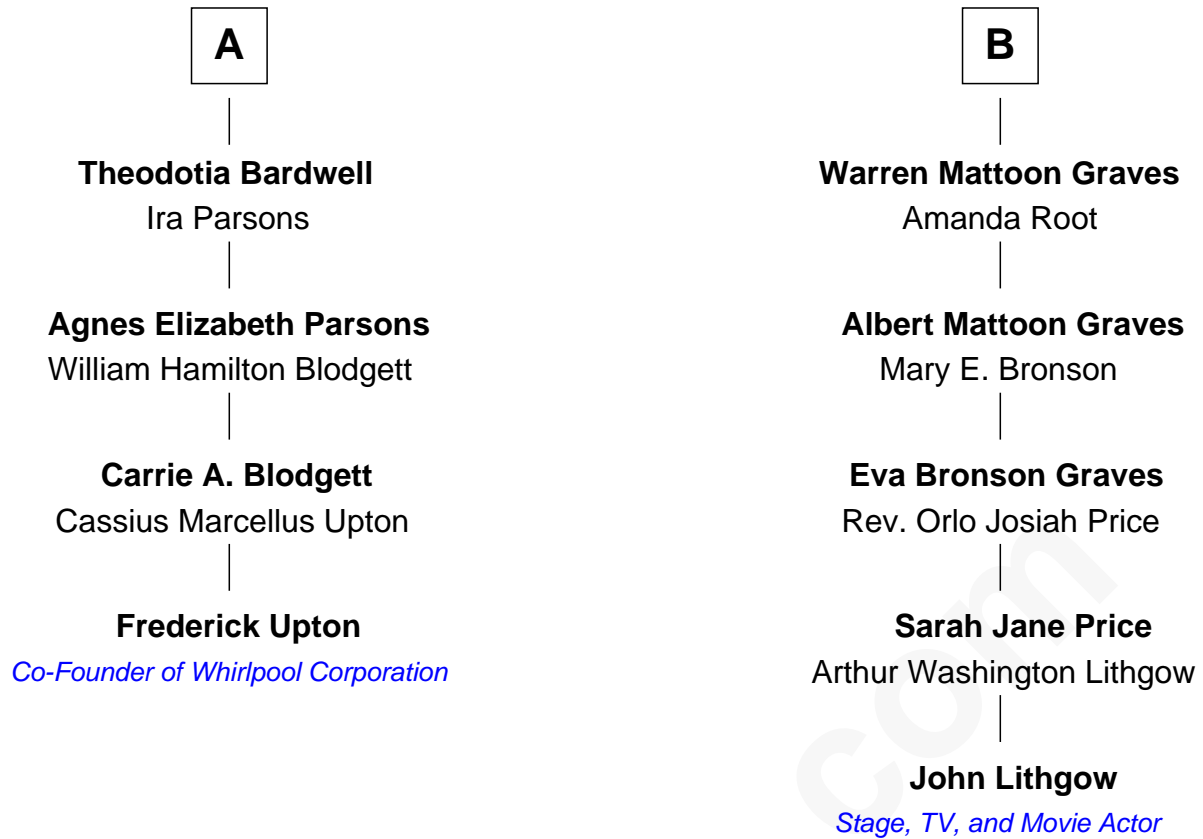 A
Theodotia Bardwell
Ira Parsons
Agnes Elizabeth Parsons
William Hamilton Blodgett
Carrie A. Blodgett
Cassius Marcellus Upton
Frederick Upton
Co-Founder of Whirlpool Corporation
B
Warren Mattoon Graves
Amanda Root
Albert Mattoon Graves
Mary E. Bronson
Eva Bronson Graves
Rev. Orlo Josiah Price
Sarah Jane Price
Arthur Washington Lithgow
John Lithgow
Stage, TV, and Movie Actor
com